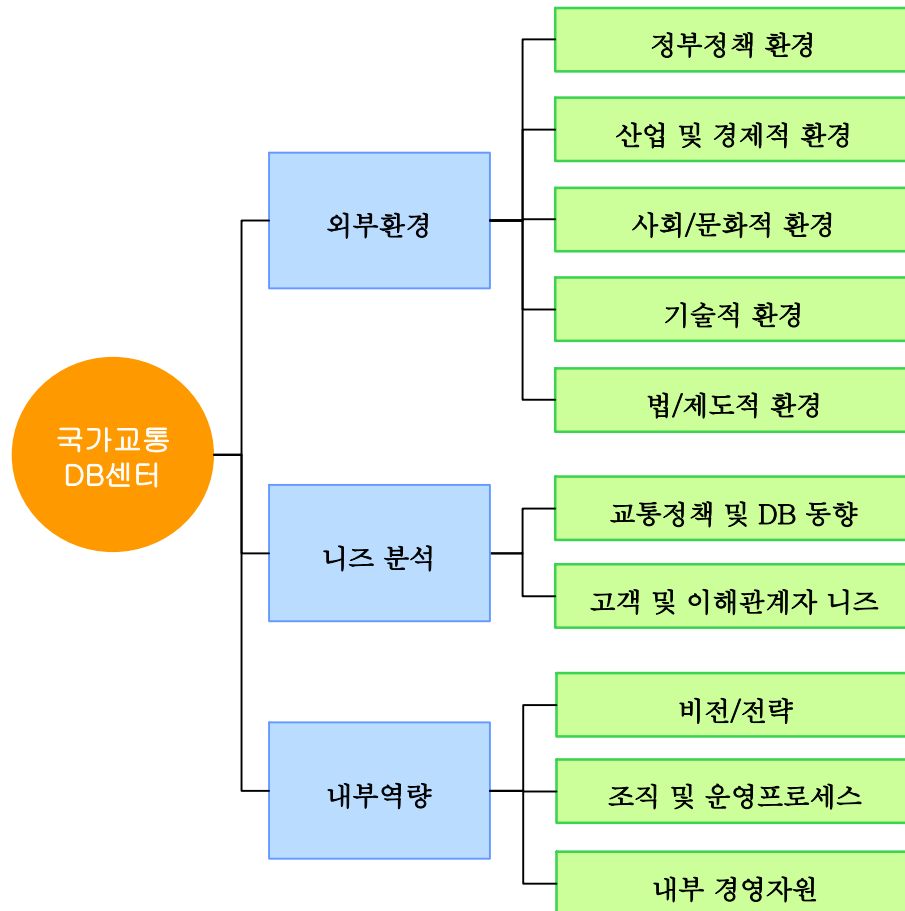 국가교통
DB센터
외부환경
정부정책 환경
산업 및 경제적 환경
사회/문화적 환경
기술적 환경
법/제도적 환경
니즈 분석
교통정책 및 DB 동향
고객 및 이해관계자 니즈
내부역량
비전/전략
조직 및 운영프로세스
내부 경영자원